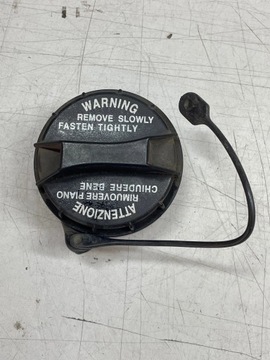 WARNING
REMOVE SLOWLY
FASTEN TIGHTLY
ATTENZIONE
RIMUOVERE PIANO
CHIUDERE BENE